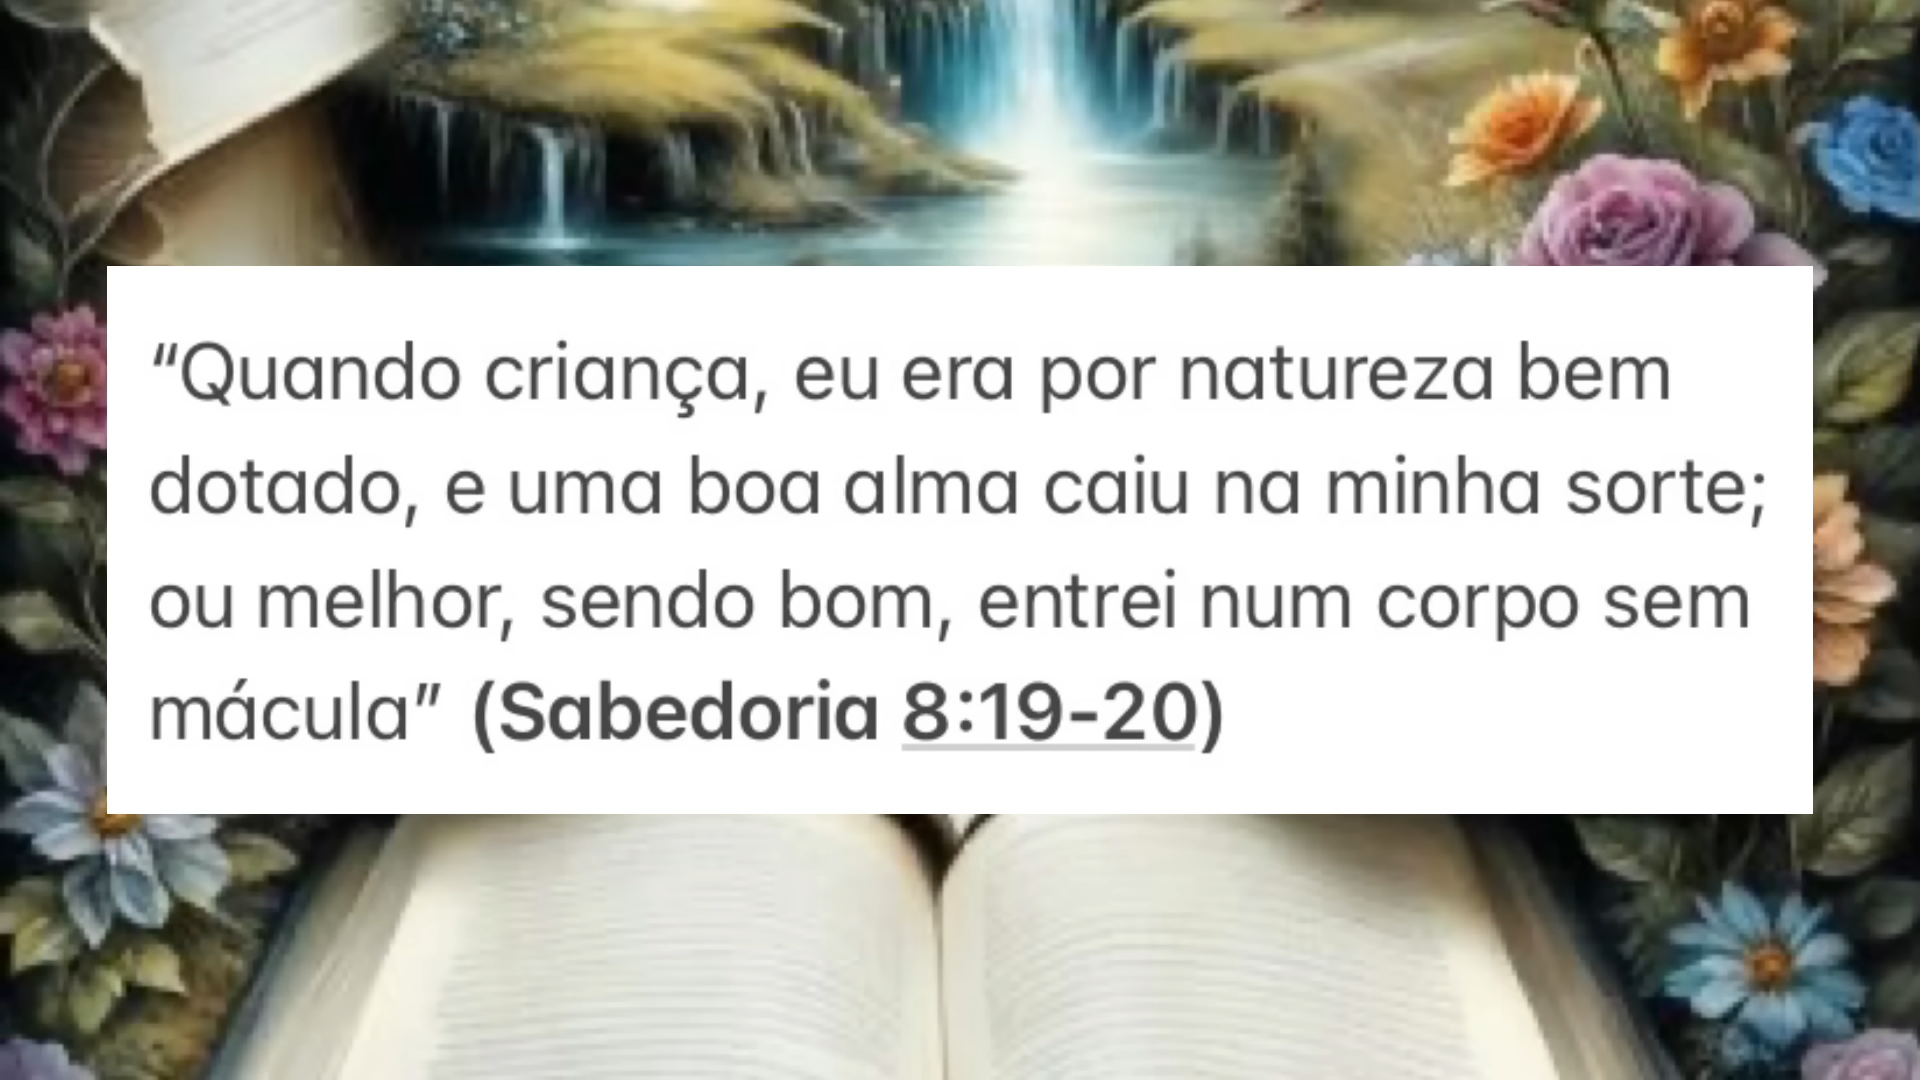 “Quando criança, eu era por natureza bem
dotado, e uma boa alma caiu na minha sorte;
ou melhor, sendo bom, entrei num corpo sem
mácula” (Sabedoria 8:19-20)